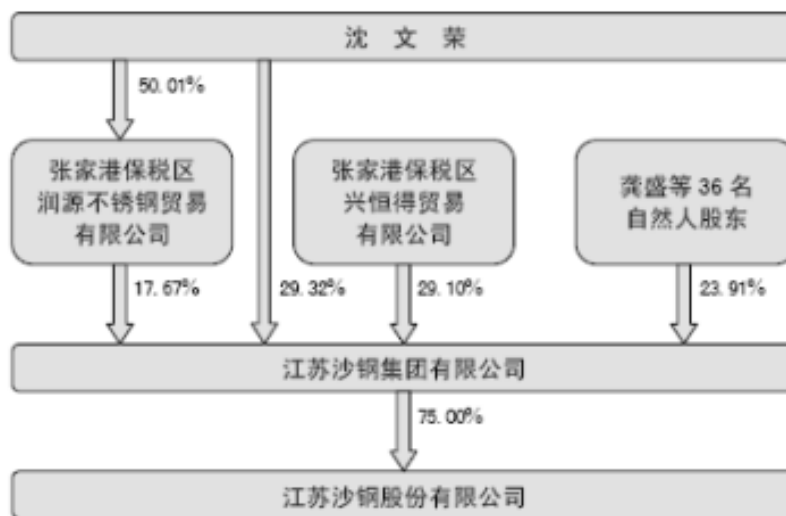 沈 文 荣
50.01%
张家港保税区
润源不锈钢贸易
有限公司
张家港保税区
兴恒得贸易
有限公司
龚盛等 36 名
自然人股东
17.67%
29.32%
29.10%
23.91%
江苏沙钢集团有限公司
75.00%
江苏沙钢股份有限公司